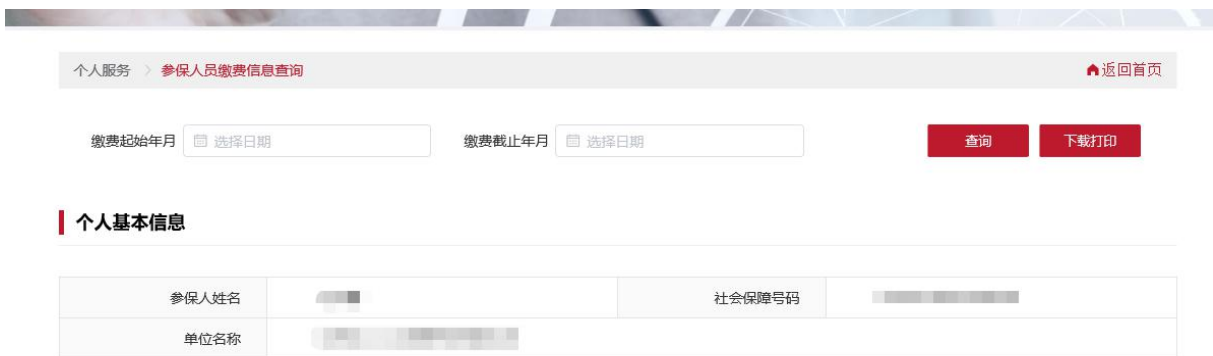 个人服务 > 参保人员缴费信息查询 返回首页
缴费起始年月 选择日期 缴费截止年月 选择日期 查询 下载打印
个人基本信息
参保人姓名 社会保障号码
单位名称